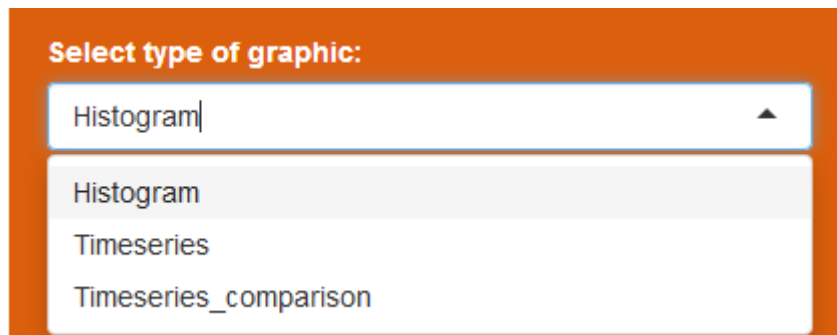 Select type of graphic:
Histogram
Histogram
Timeseries
Timeseries_comparison